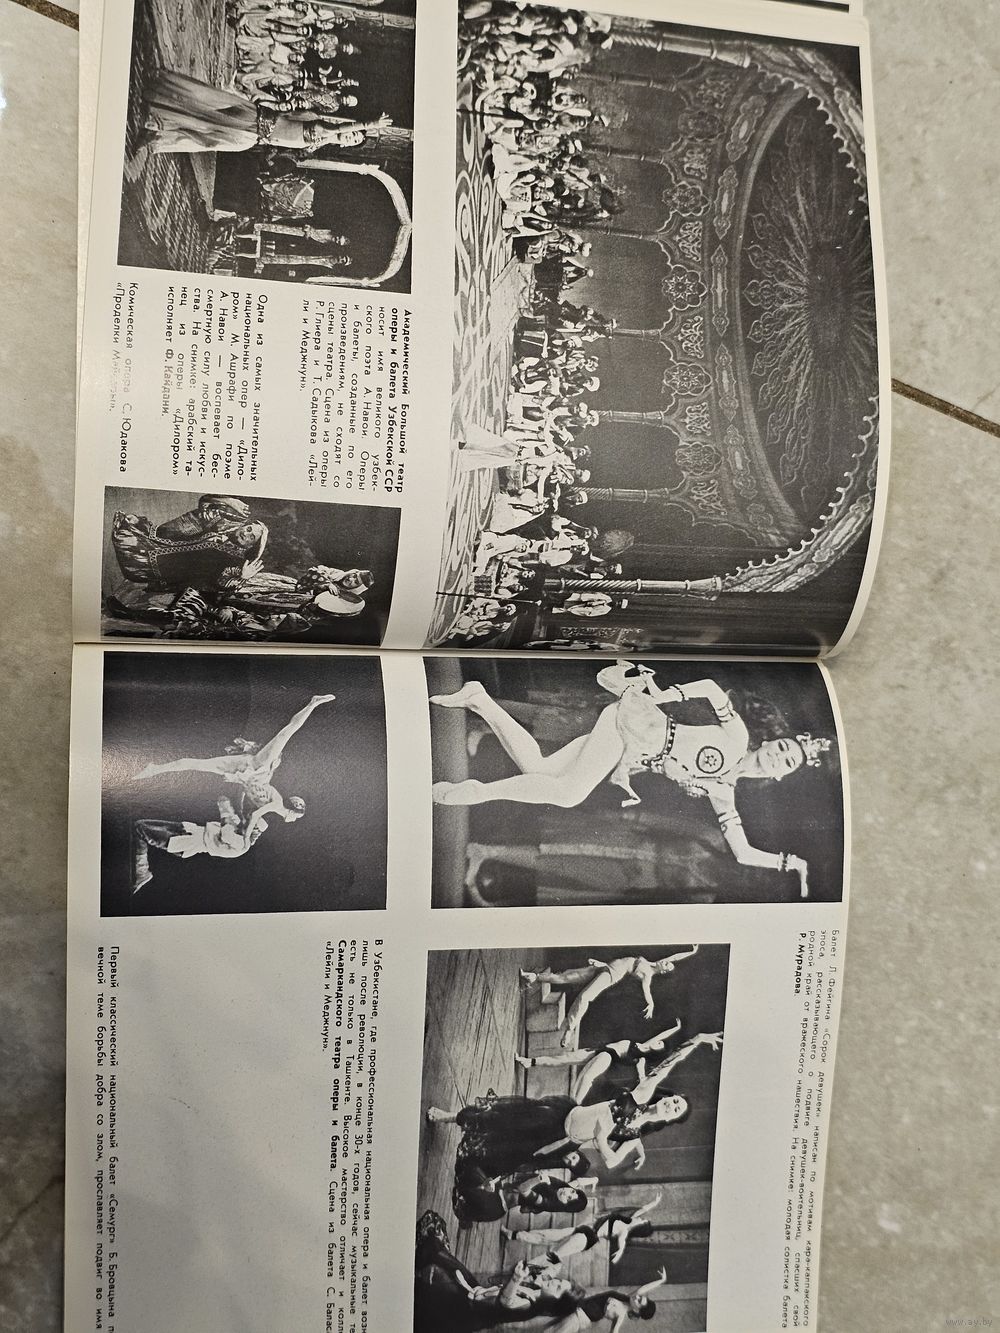 Академический Большой театр
оперы и балета Узбекской ССР
носит имя великого узбек-
ского поэта А. Навои. Оперы
и балеты, созданные по его
произведениям, не сходят со
сцены театра. Сцена из оперы
Р. Глиера и Т. Садыкова «Лей-
ли и Меджнун».
Одна из самых значительных
национальных опер — «Дило-
ром» М. Ашрафи по поэме
А. Навои — воспевает бес-
смертную силу любви и искус-
ства. На снимке: арабский та-
нец из оперы «Дилором»
исполняет Ф. Кайдани.
Комическая опера С. Юдакова
«Проделки
Балет Л. Фейгина «Сорок девушек» написан по мотивам кара-калпакского
эпоса, рассказывающего о подвиге девушек-воительниц, спасших свой
родной край от вражеского нашествия. На снимке: молодая солистка балета
Р. Мурадова.
В Узбекистане, где профессиональная национальная опера и балет
лишь после революции, в конце 30-х годов, сейчас музыкальные
есть не только в Ташкенте. Высокое мастерство отличает и
Самаркандского театра оперы и балета. Сцена из балета С.
«Лейли и Меджнун».
Первый классический национальный балет «Семург» Б. Бровцына
вечной теме борьбы добра со злом, прославляет подвиг во имя
www.ay.by